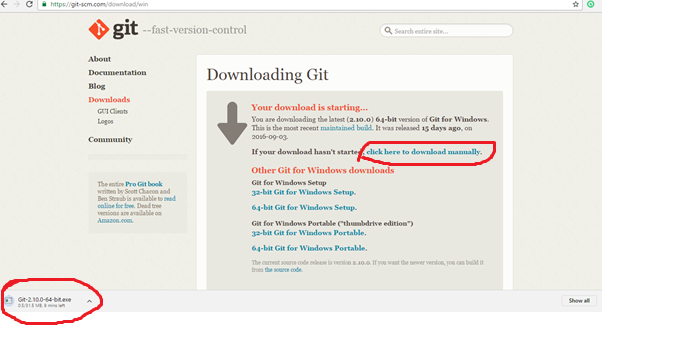 https://git-scm.com/download/win
git --fast-version-control
Search entire site...
About
Documentation
Blog
Downloads
GUI Clients
Logos
Community
The entire Pro Git book
written by Scott Chacon and
Ben Straub is available to read
online for free. Dead tree
versions are available on
Amazon.com.
Downloading Git
Your download is starting...
You are downloading the latest (2.10.0) 64-bit version of Git for Windows.
This is the most recent maintained build. It was released 15 days ago, on
2016-09-03.
If your download hasn't started, click here to download manually.
Other Git for Windows downloads
Git for Windows Setup
32-bit Git for Windows Setup.
64-bit Git for Windows Setup.
Git for Windows Portable ("thumbdrive edition")
32-bit Git for Windows Portable.
64-bit Git for Windows Portable.
The current source code release is version 2.10.0. If you want the newer version, you can build it
from the source code.
Git-2.10.0-64-bit.exe
MB, 8 mins left
Show all